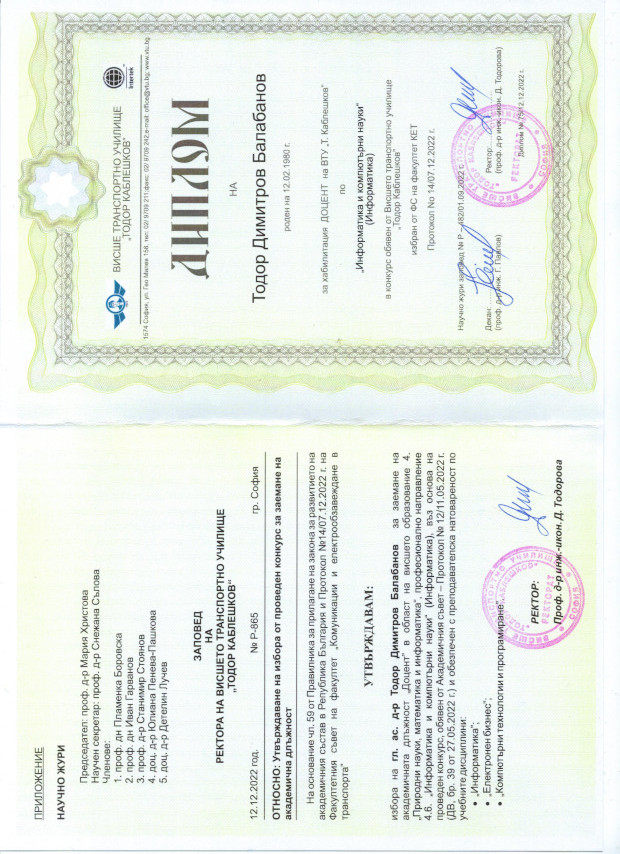 ПРИЛОЖЕНИЕ
НАУЧНО ЖУРИ
Председател: проф. д-р Мария Христова
Научен секретар: проф. д-р Снежана Сълова
Членове:
1. проф. дн Пламенка Боровска
2. проф. дн Иван Гарванов
3. проф. д-р Станимир Стоянов
4. доц. д-р Юлиана Пенева-Пашкова
5. доц. д-р Детелин Лучев
ЗАПОВЕД
НА
РЕКТОРА НА ВИСШЕТО ТРАНСПОРТНО УЧИЛИЩЕ
„ТОДОР КАБЛЕШКОВ“
12.12.2022 год. № Р-865 гр. София
ОТНОСНО: Утвърждаване на избора от проведен конкурс за заемане на
академична длъжност
На основание чл. 59 от Правилника за прилагане на закона за развитието на
академичния състав в Република България и Протокол №14/07.12.2022 г. на
Факултетния съвет на факултет „Комуникации и електрообзавеждане в
транспорта“
УТВЪРЖДАВАМ:
избора на гл. ас. д-р Тодор Димитров Балабанов за заемане на
академичната длъжност „Доцент“ в област на висшето образование 4.
„Природни науки, математика и информатика“, професионално направление
4.6. „Информатика и компютърни науки“ (Информатика), въз основа на
проведен конкурс, обявен от Академичния съвет – Протокол № 12/11.05.2022 г.
(ДВ, бр. 39 от 27.05.2022 г.) и обезпечен с преподавателска натовареност по
учебните дисциплини:
• „Информатика“;
• „Електронен бизнес“;
• „Компютърни технологии и програмиране“.
РЕКТОР:
Проф. д-р инж.-икон. Д. Тодорова
ВИСШЕ ТРАНСПОРТНО УЧИЛИЩЕ
„ТОДОР КАБЛЕШКОВ“
Intertek
1574 София, ул. Гео Милев 158, тел: 02/ 9709 211;факс: 02/ 9709 242;e-mail: office@vtu.bg; www.vtu.bg
ДИПЛОМ
НА
Тодор Димитров Балабанов
роден на 12.02.1980 г.
за хабилитация ДОЦЕНТ на ВТУ „Т. Каблешков“
по
„Информатика и компютърни науки“
(Информатика)
в конкурс обявен от Висшето транспортно училище
„Тодор Каблешков“
избран от ФС на факултет КЕТ
Протокол No 14/07.12.2022 г.
Научно жури заповед № Р – 482/01.09.2022 г.
Декан: Ректор:
(проф. д-р инж. Г. Павлов) (проф. д-р инж.-икон. Д. Тодорова)
Диплом № 75/12.12.2022 г.